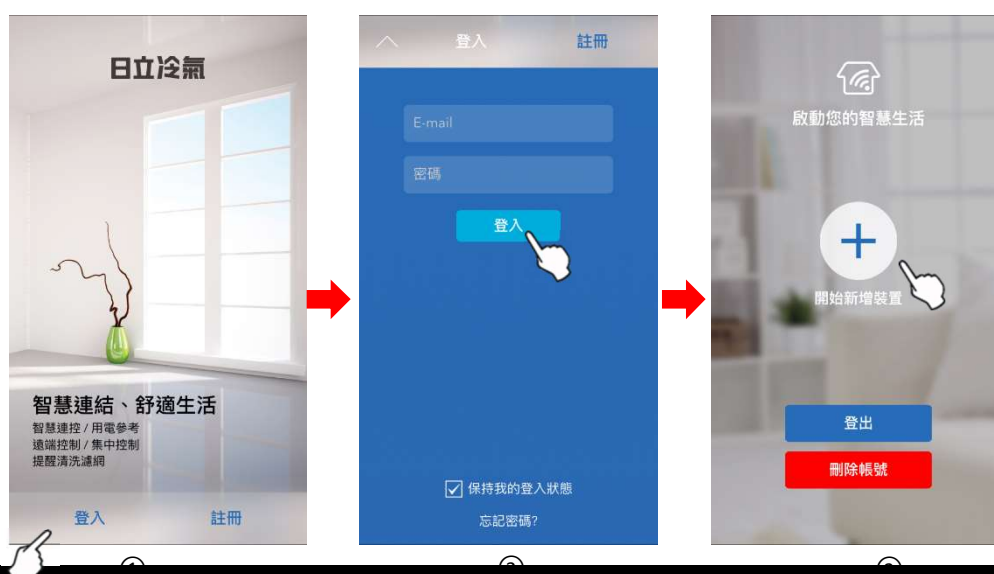 日立冷氣
智慧連結、舒適生活
智慧連控 / 用電參考
遠端控制 / 集中控制
提醒清洗濾網
登入 註冊
登入 註冊
E-mail
密碼
登入
保持我的登入狀態
忘記密碼?
啟動您的智慧生活
開始新增裝置
登出
刪除帳號